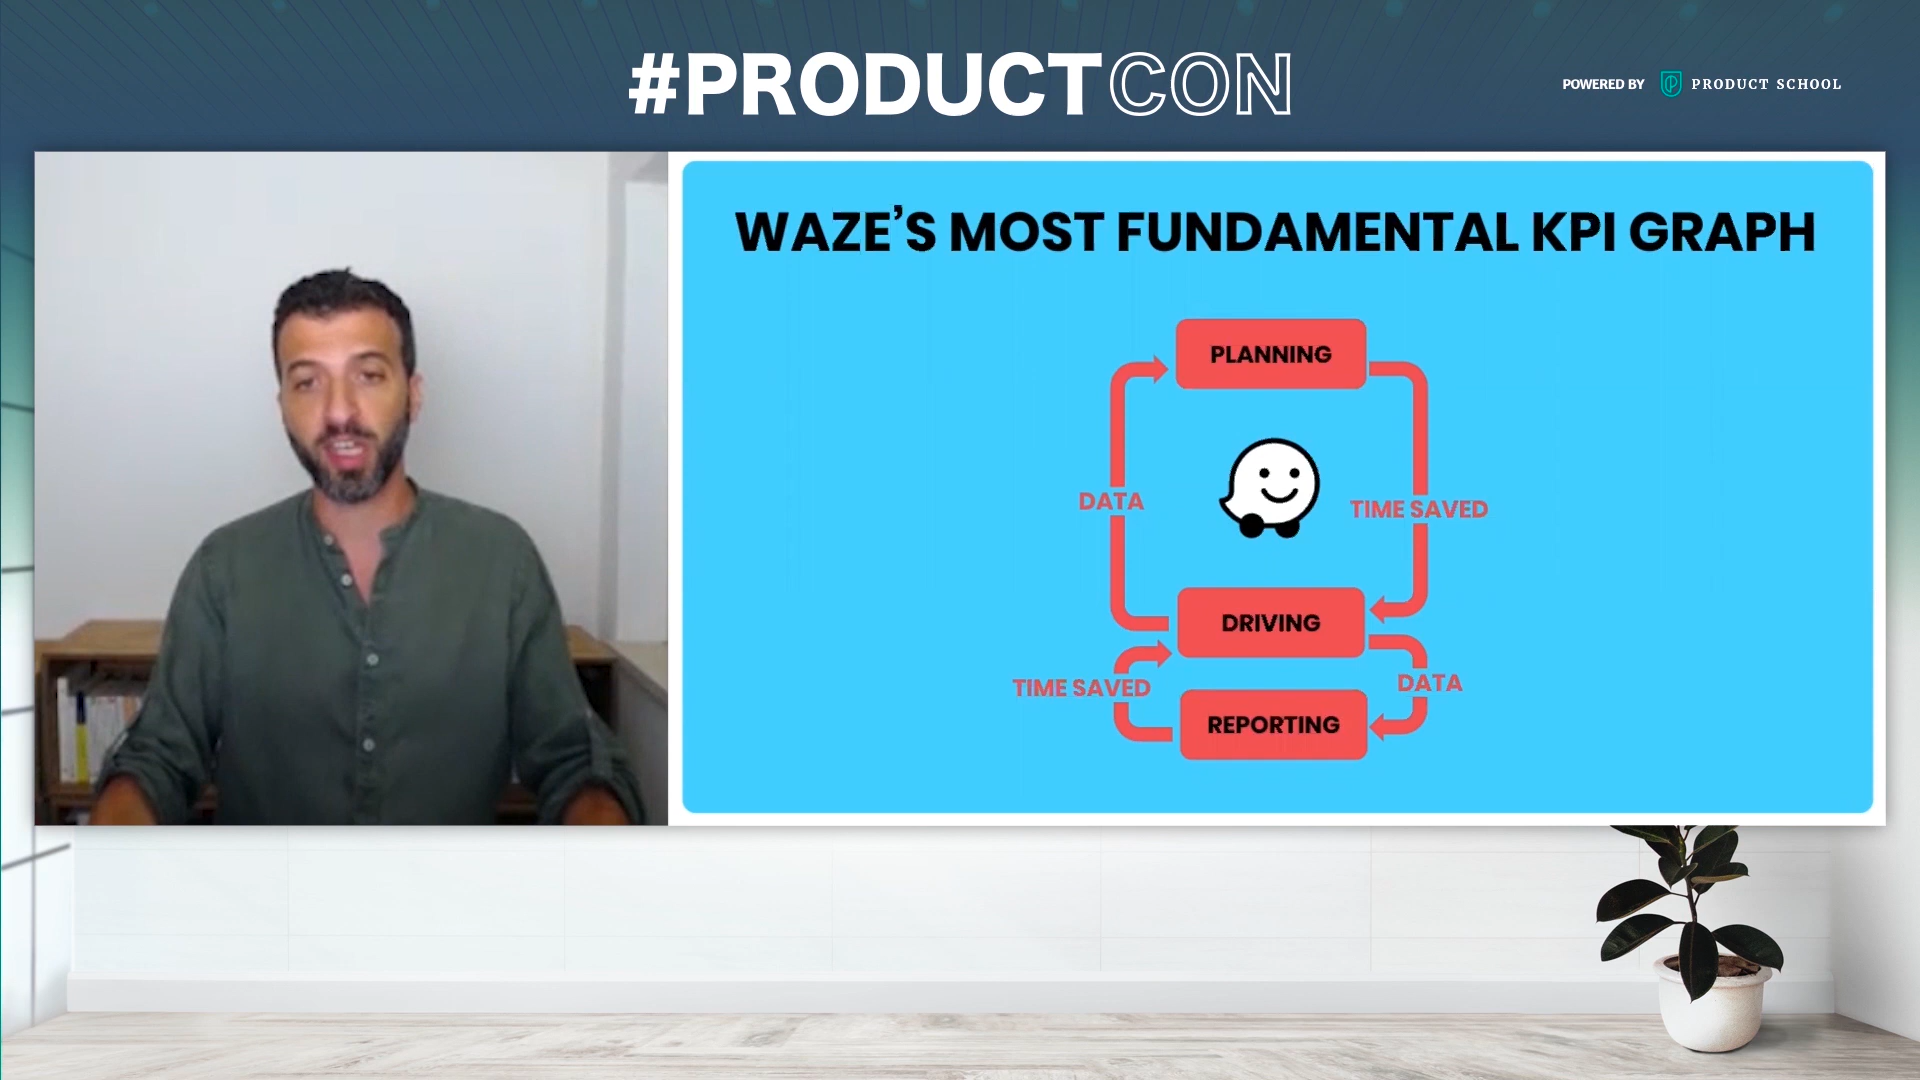 #PRODUCTCON
POWERED BY PRODUCT SCHOOL
WAZE’S MOST FUNDAMENTAL KPI GRAPH
PLANNING
DATA
TIME SAVED
DRIVING
TIME SAVED
DATA
REPORTING